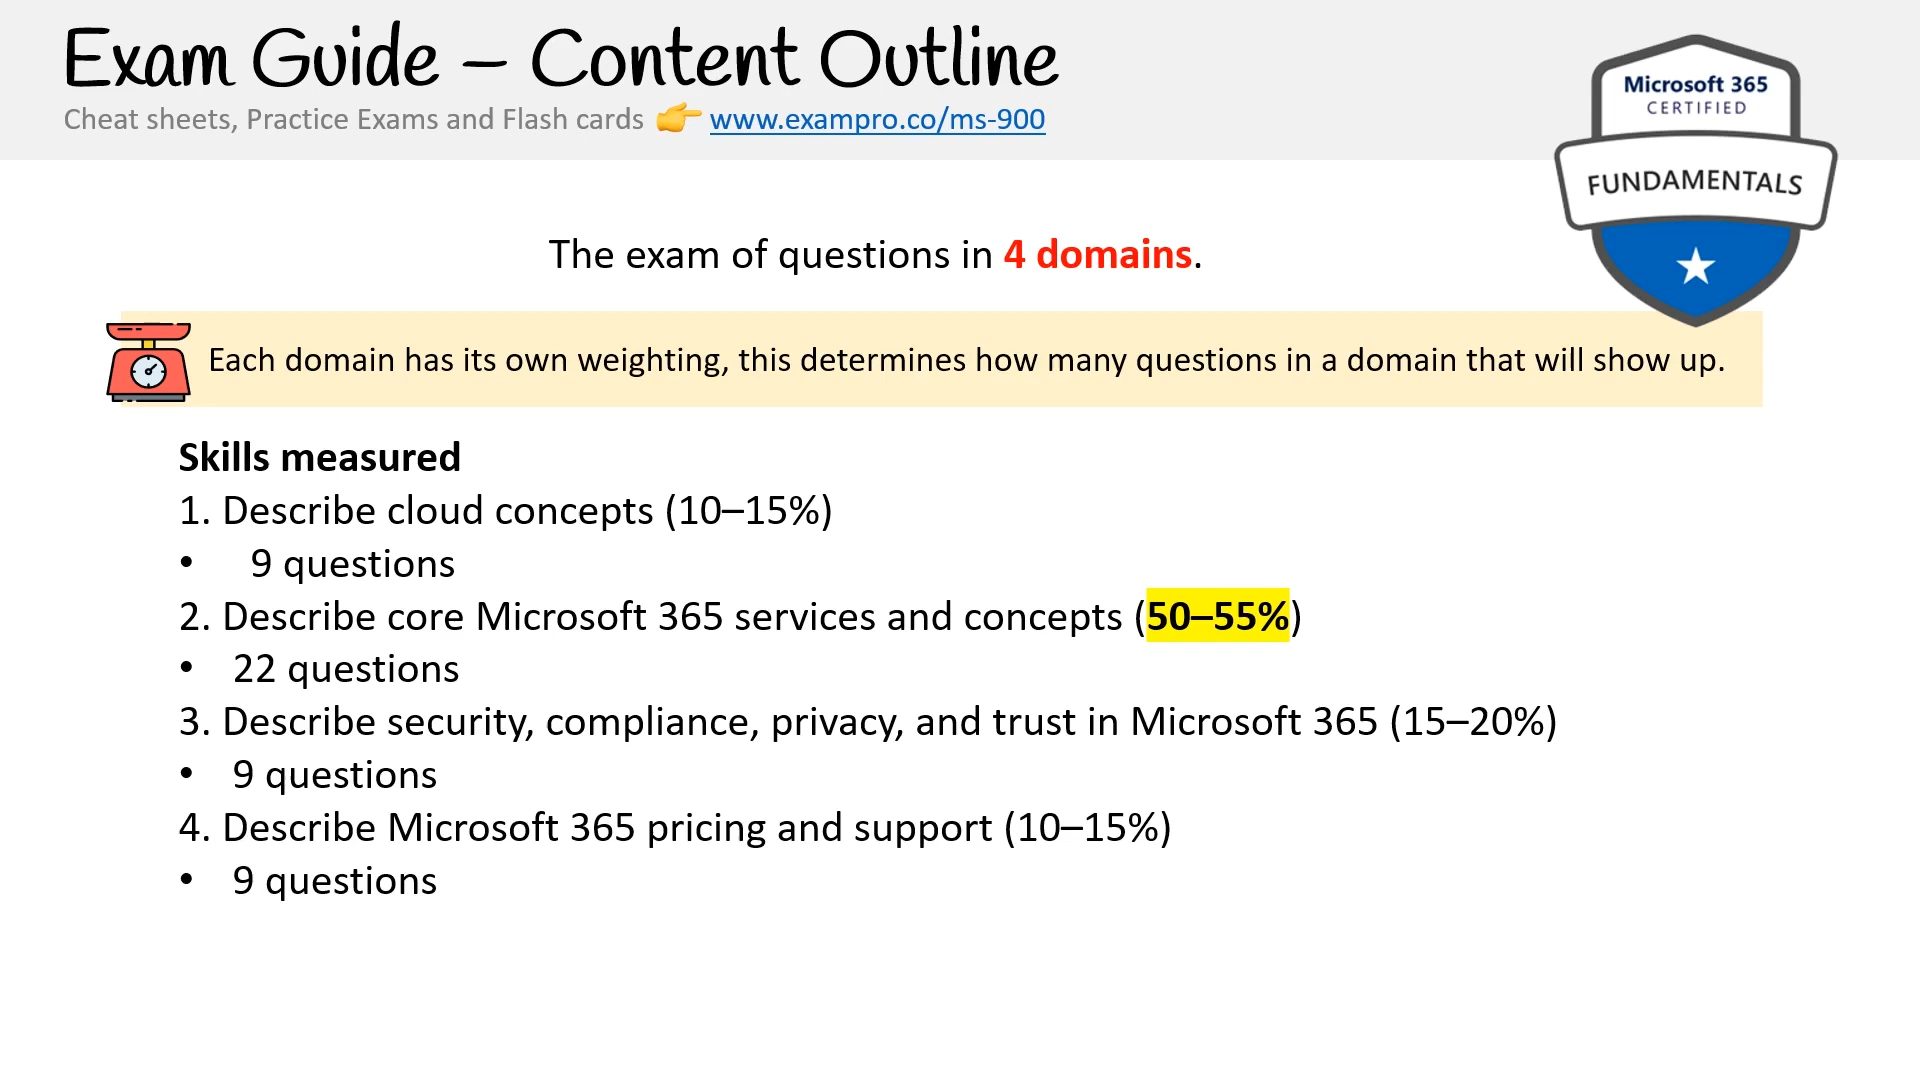 Exam Guide – Content Outline
Cheat sheets, Practice Exams and Flash cards 👉 www.exampro.co/ms-900
Microsoft 365
CERTIFIED
FUNDAMENTALS
The exam of questions in 4 domains.
Each domain has its own weighting, this determines how many questions in a domain that will show up.
Skills measured
1. Describe cloud concepts (10–15%)
• 9 questions
2. Describe core Microsoft 365 services and concepts (50–55%)
• 22 questions
3. Describe security, compliance, privacy, and trust in Microsoft 365 (15–20%)
• 9 questions
4. Describe Microsoft 365 pricing and support (10–15%)
• 9 questions